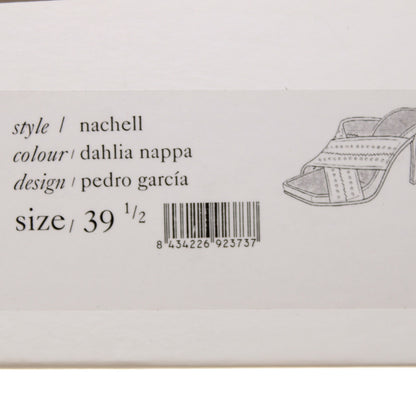 style / nachell
colour / dahlia nappa
design / pedro garcía
size / 39 1/2
8 434226 923737